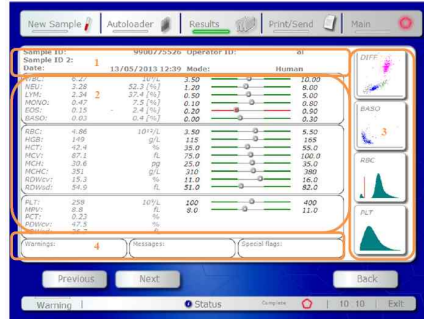 New Sample Autoloader Results Print/Send Main
Sample ID: 9900775526 Operator ID: al
Sample ID 2:
Date: 13/05/2013 12:39 Mode: Human
1
WBC: 6.27 10⁹/L 3.50 10.00
NEU: 3.28 52.3 [%] 1.20 8.00
2
LYM: 2.34 37.4 [%] 0.50 5.00
MONO: 0.47 7.5 [%] 0.10 0.80
EOS: 0.15 2.4 [%] 0.20 0.90
BASO: 0.03 0.4 [%] 0.00 0.30
RBC: 4.86 10¹²/L 3.50 5.50
HGB: 149 g/L 115 165
HCT: 42.4 % 35.0 55.0
MCV: 87.1 fL 75.0 100.0
MCH: 30.6 pg 25.0 35.0
MCHC: 351 g/L 310 380
RDWcv: 15.3 % 11.0 16.0
RDWsd: 54.9 fL 51.0 82.0
PLT: 259 10⁹/L 100 400
MPV: 8.8 fL 8.0 11.0
PCT: 0.23 %
PDWcv: 47.5 %
DIFF
BASO
3
RBC
PLT
4
Warnings: Messages: Special flags:
Previous Next Back
Warning Status Complete 10 10 Exit